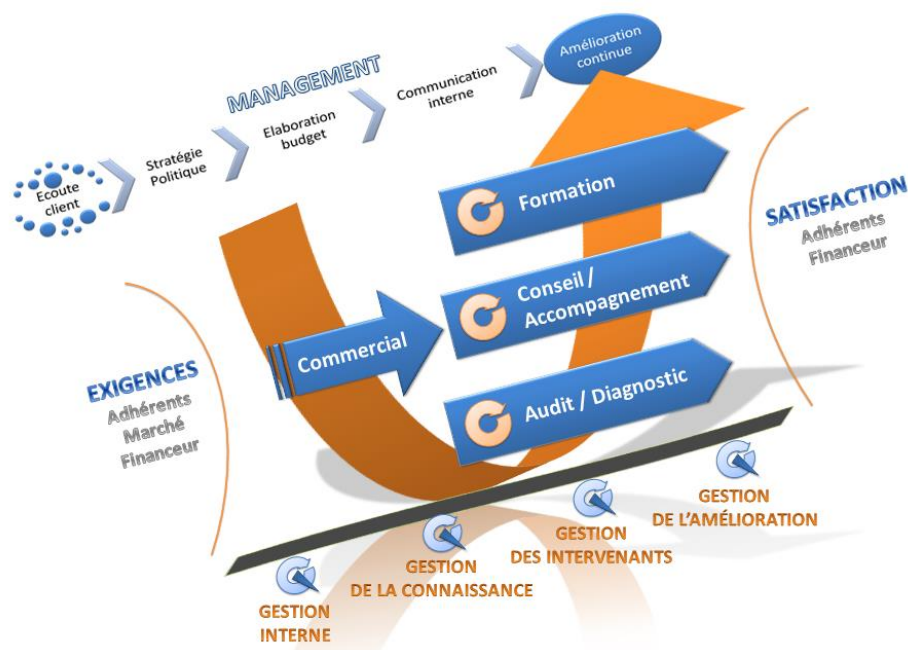 MANAGEMENT
Ecoute
client
Stratégie
Politique
Elaboration
budget
Communication
interne
Amélioration
continue
EXIGENCES
Adhérents
Marché
Financeur
Commercial
Formation
Conseil /
Accompagnement
Audit / Diagnostic
SATISFACTION
Adhérents
Financeur
GESTION
INTERNE
GESTION
DE LA CONNAISSANCE
GESTION
DES INTERVENANTS
GESTION
DE L’AMÉLIORATION